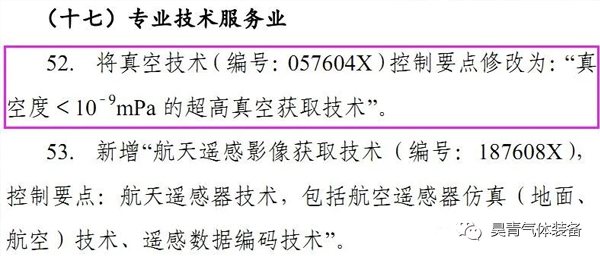 （十七）专业技术服务业
52. 将真空技术（编号：057604X）控制要点修改为：“真
空度＜10⁻⁹mPa 的超高真空获取技术”。
53. 新增“航天遥感影像获取技术（编号：187608X），
控制要点：航天遥感器技术，包括航空遥感器仿真（地面、
航空）技术、遥感数据编码技术”。
昊青气体装备